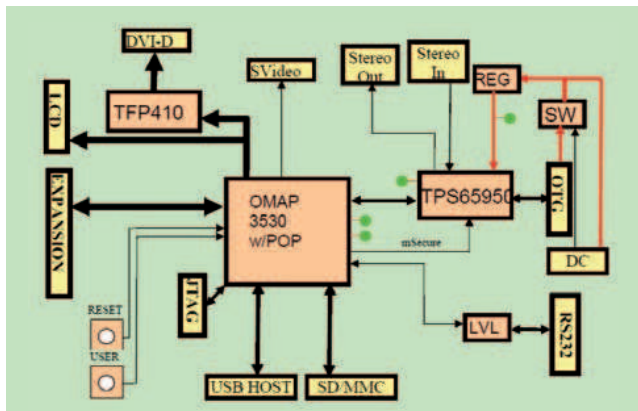 DVI-D
SVideo
Stereo
Out
Stereo
In
REG
SW
LCD
TFP410
EXPANSION
OMAP
3530
w/POP
TPS65950
OTG
mSecure
DC
RESET
USER
JTAG
LVL
RS232
USB HOST
SD/MMC